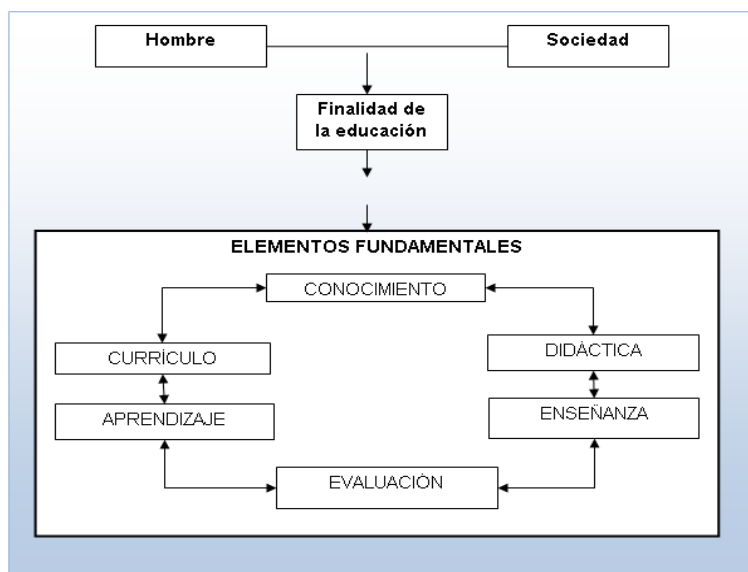 Hombre
Sociedad
Finalidad de
la educación
ELEMENTOS FUNDAMENTALES
CONOCIMIENTO
CURRÍCULO
DIDÁCTICA
APRENDIZAJE
ENSEÑANZA
EVALUACIÓN